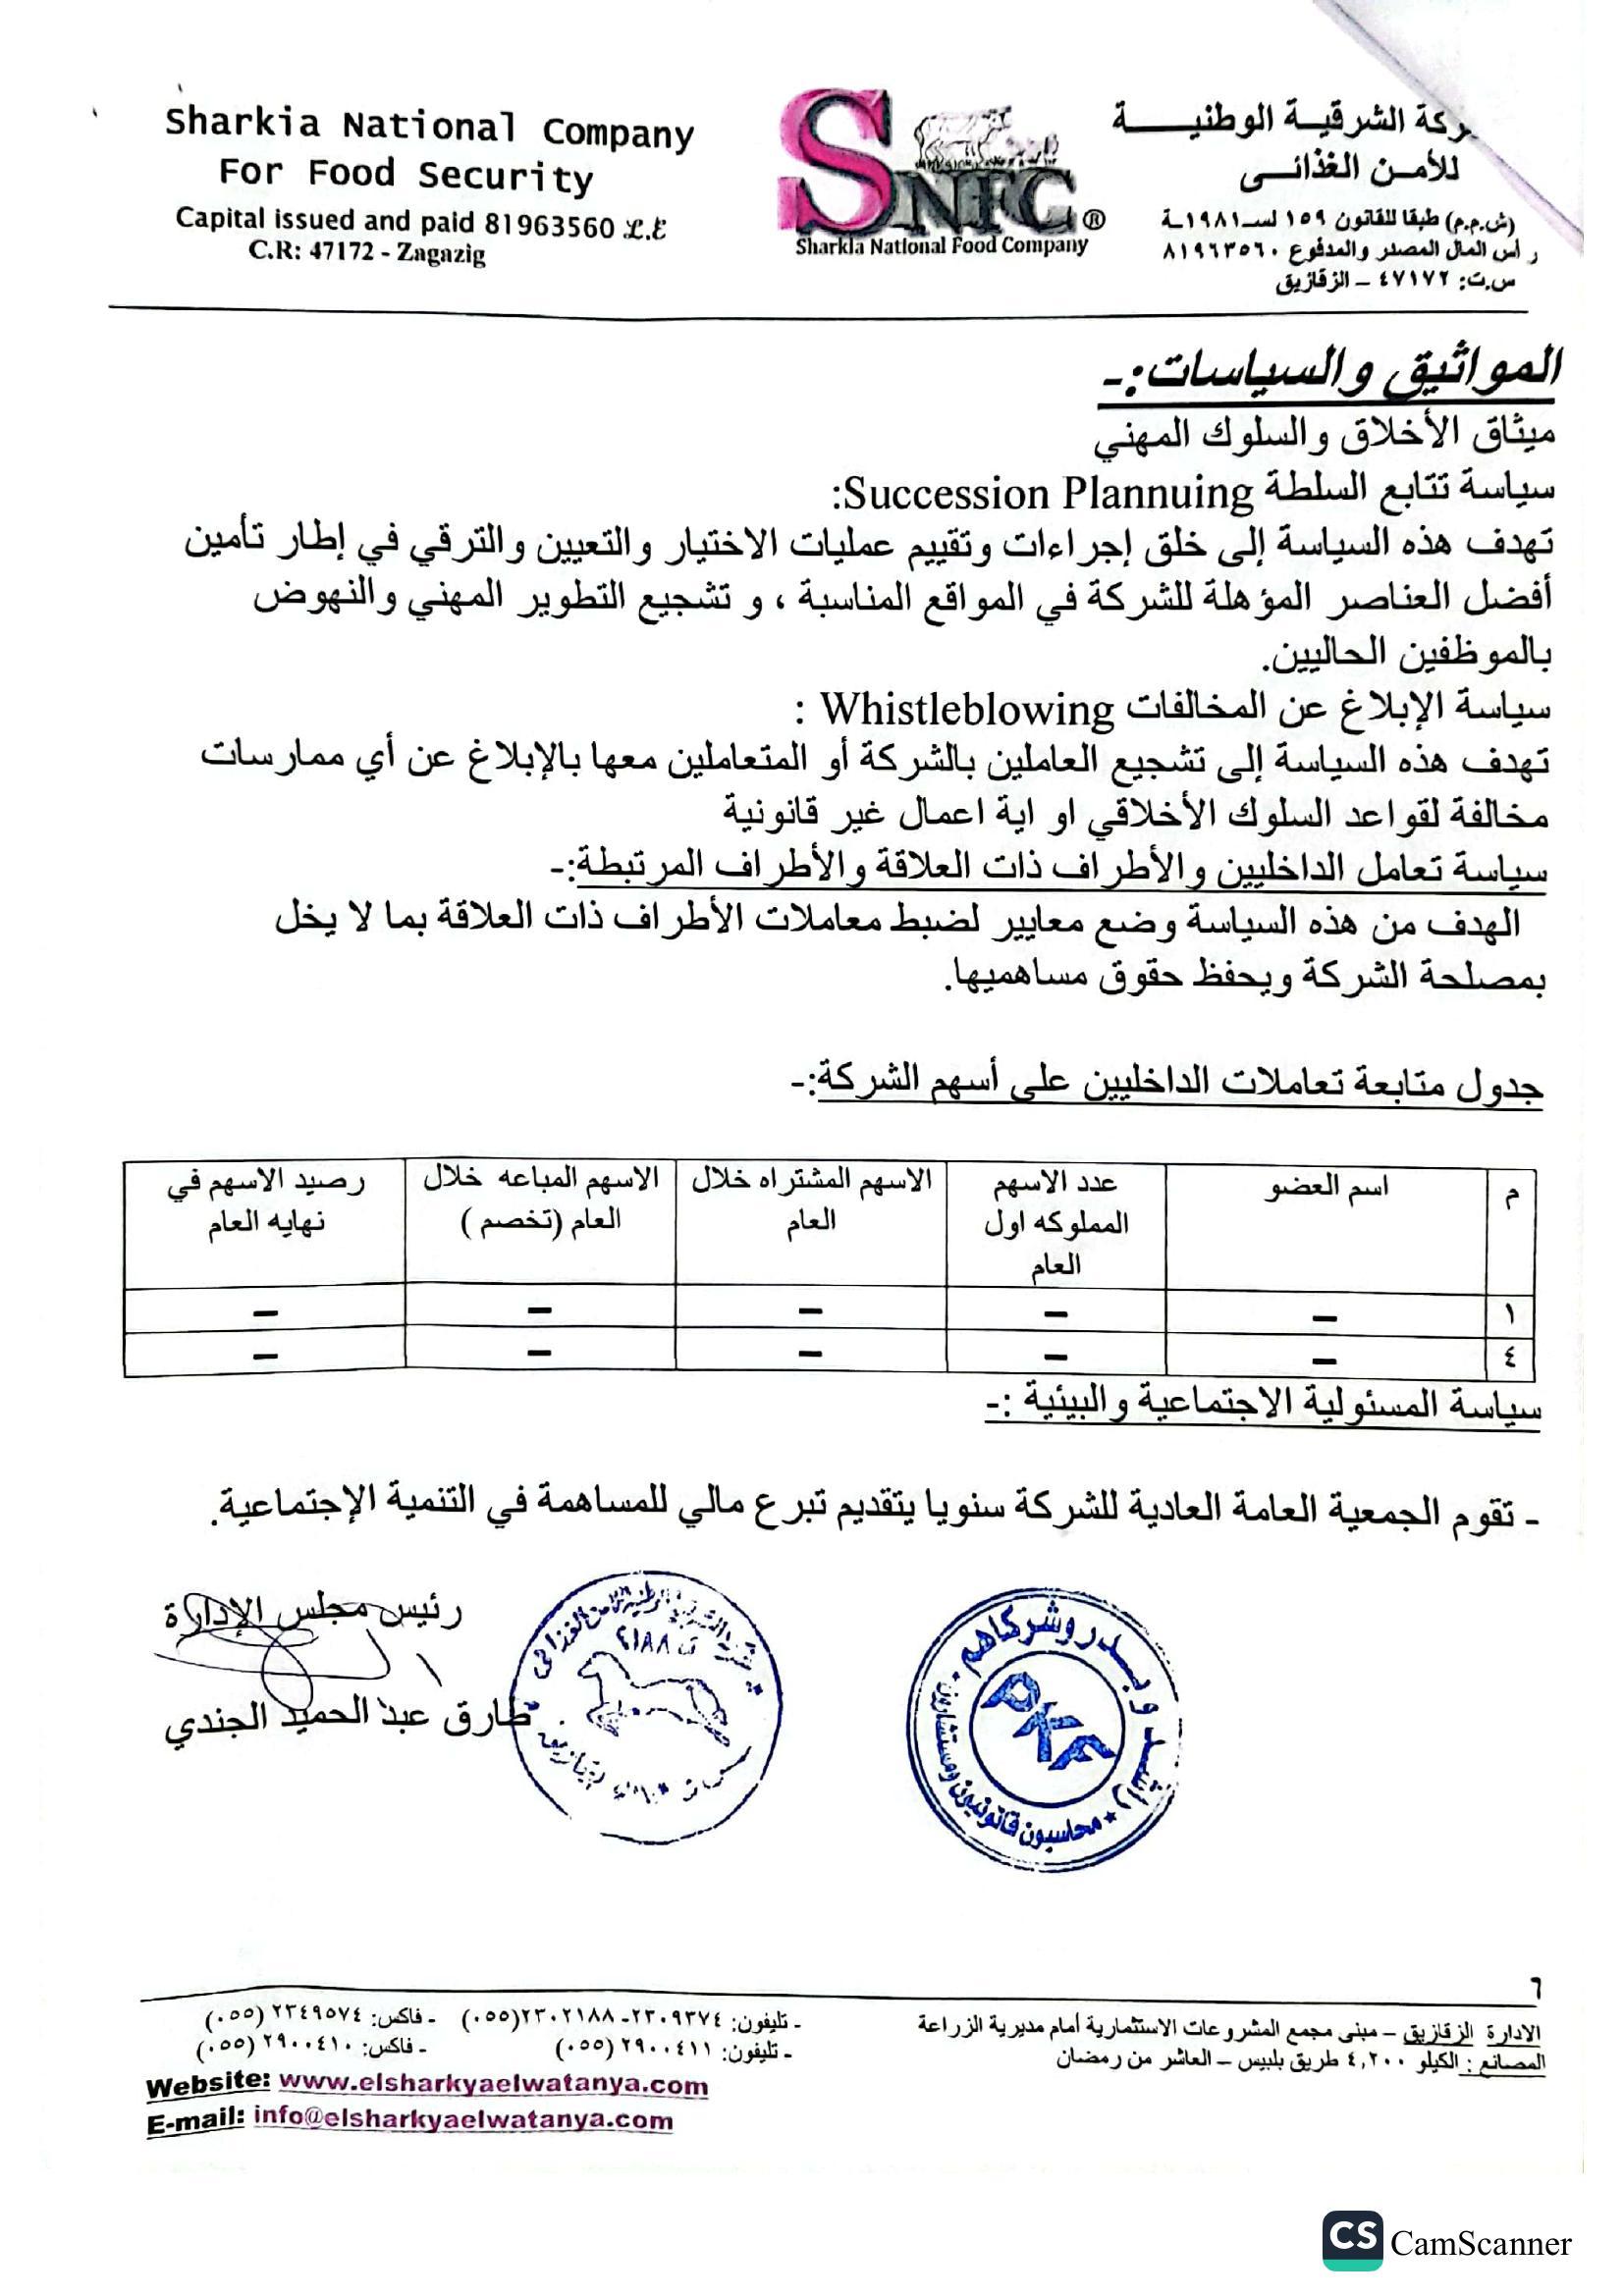 Sharkia National Company
For Food Security
Capital issued and paid 81963560 L.E
C.R: 47172 - Zagazig
SNFC ®
Sharkia National Food Company
ركة الشرقيـة الوطنيـــــة
للأمــن الغذائــى
(ش.م.م) طبقا للقانون ١٥٩ لســ١٩٨١ــة
رأس المال المصدر والمدفوع ٨١٩٦٣٥٦٠
س.ت: ٤٧١٧٢ – الزقازيق
المواثيق والسياسات:-
ميثاق الأخلاق والسلوك المهني
سياسة تتابع السلطة Succession Plannuing:
تهدف هذه السياسة إلى خلق إجراءات وتقييم عمليات الاختيار والتعيين والترقي في إطار تأمين
أفضل العناصر المؤهلة للشركة في المواقع المناسبة ، و تشجيع التطوير المهني والنهوض
بالموظفين الحاليين.
سياسة الإبلاغ عن المخالفات Whistleblowing :
تهدف هذه السياسة إلى تشجيع العاملين بالشركة أو المتعاملين معها بالإبلاغ عن أي ممارسات
مخالفة لقواعد السلوك الأخلاقي او اية اعمال غير قانونية
سياسة تعامل الداخليين والأطراف ذات العلاقة والأطراف المرتبطة:-
الهدف من هذه السياسة وضع معايير لضبط معاملات الأطراف ذات العلاقة بما لا يخل
بمصلحة الشركة ويحفظ حقوق مساهميها.
جدول متابعة تعاملات الداخليين على أسهم الشركة:-
م | اسم العضو | عدد الاسهم المملوكه اول العام | الاسهم المشتراه خلال العام | الاسهم المباعه خلال العام (تخصم ) | رصيد الاسهم في نهايه العام
١ | – | – | – | – | –
٤ | – | – | – | – | –
سياسة المسئولية الاجتماعية والبيئية :-
- تقوم الجمعية العامة العادية للشركة سنويا يتقديم تبرع مالي للمساهمة في التنمية الإجتماعية.
رئيس مجلس الإدارة
طارق عبد الحميد الجندي
وبدر وشركاهم
PKF
محاسبون قانونيون ومستشارون
٦
الادارة الزقازيق – مبنى مجمع المشروعات الاستثمارية أمام مديرية الزراعة
- تليفون: ٢٣٠٩٣٧٤- ٢٣٠٢١٨٨(٠٥٥) - فاكس: ٢٣٤٩٥٧٤ (٠٥٥)
المصانع : الكيلو ٤,٢٠٠ طريق بلبيس – العاشر من رمضان
- تليفون: ٢٩٠٠٤١١ (٠٥٥) - فاكس: ٢٩٠٠٤١٠ (٠٥٥)
Website: www.elsharkyaelwatanya.com
E-mail: info@elsharkyaelwatanya.com
CS CamScanner